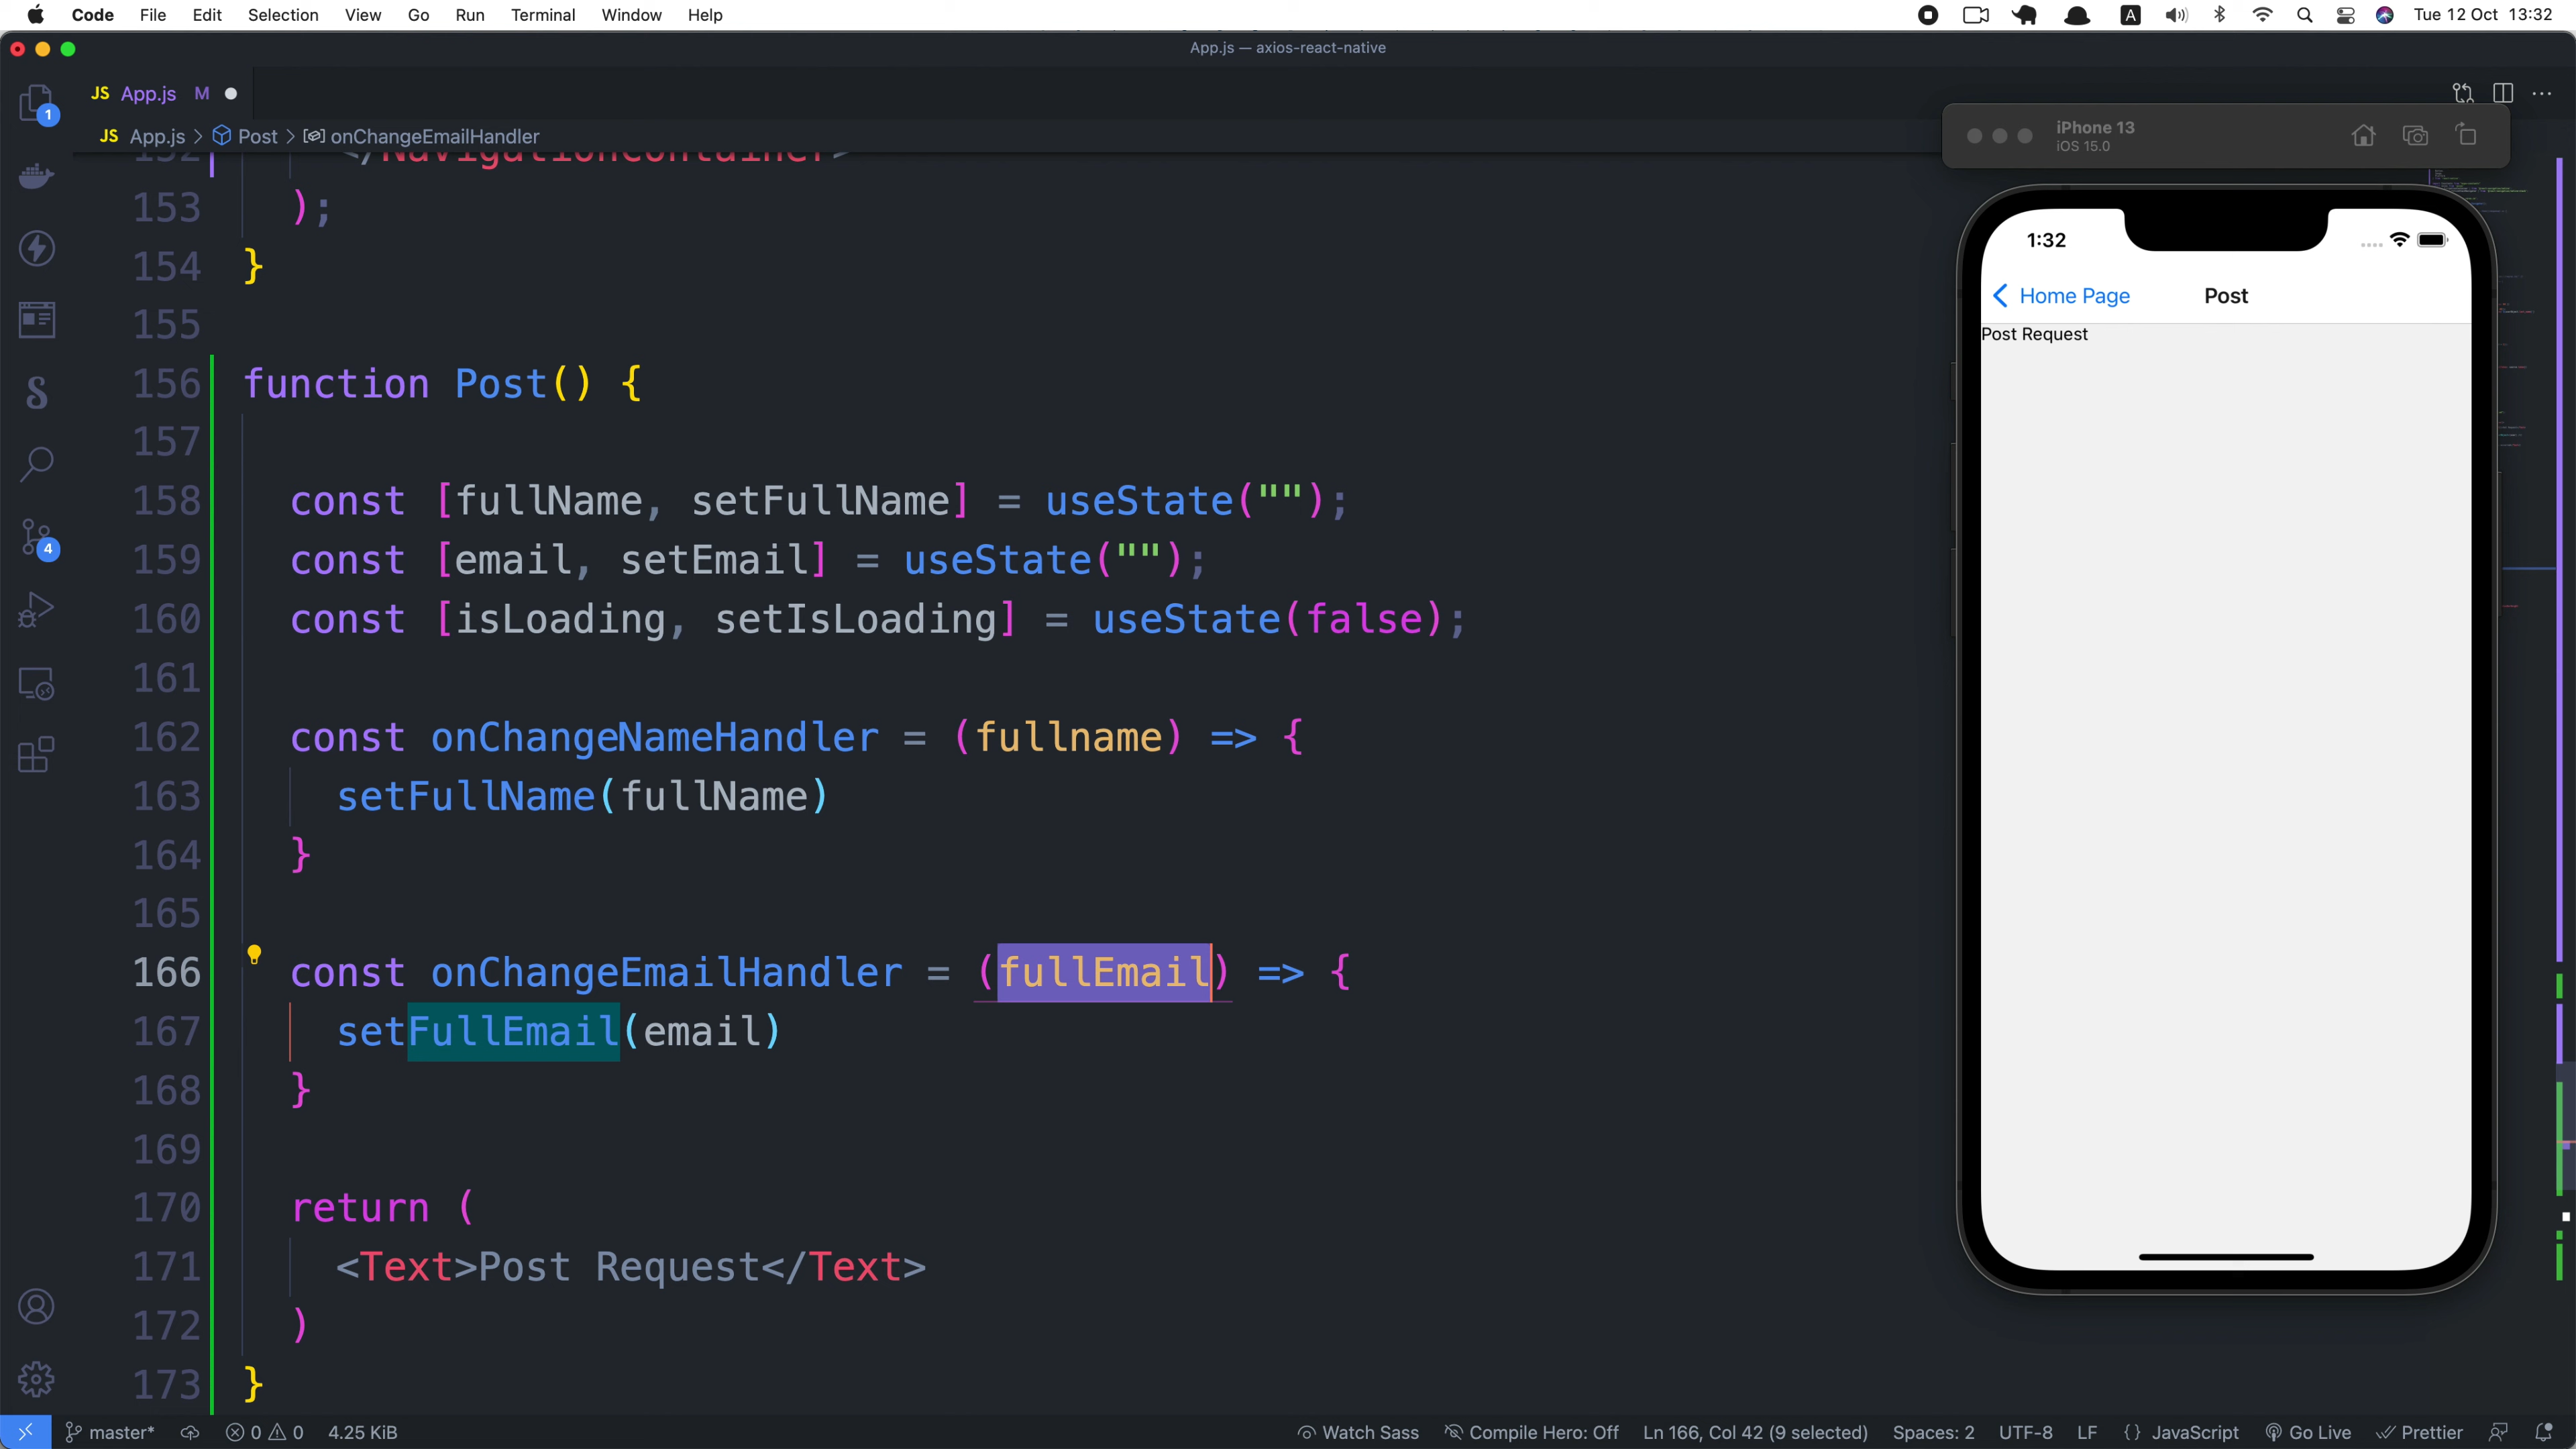 Code File Edit Selection View Go Run Terminal Window Help A Tue 12 Oct 13:32
App.js — axios-react-native
JS App.js M
JS App.js > Post > onChangeEmailHandler
1
4
152 </NavigationContainer>
153 );
154 }
155
156 function Post() {
157
158 const [fullName, setFullName] = useState("");
159 const [email, setEmail] = useState("");
160 const [isLoading, setIsLoading] = useState(false);
161
162 const onChangeNameHandler = (fullname) => {
163 setFullName(fullName)
164 }
165
166 const onChangeEmailHandler = (fullEmail) => {
167 setFullEmail(email)
168 }
169
170 return (
171 <Text>Post Request</Text>
172 )
173 }
iPhone 13
iOS 15.0
1:32
Home Page Post
Post Request
master* 0 0 4.25 KiB Watch Sass Compile Hero: Off Ln 166, Col 42 (9 selected) Spaces: 2 UTF-8 LF {} JavaScript Go Live Prettier